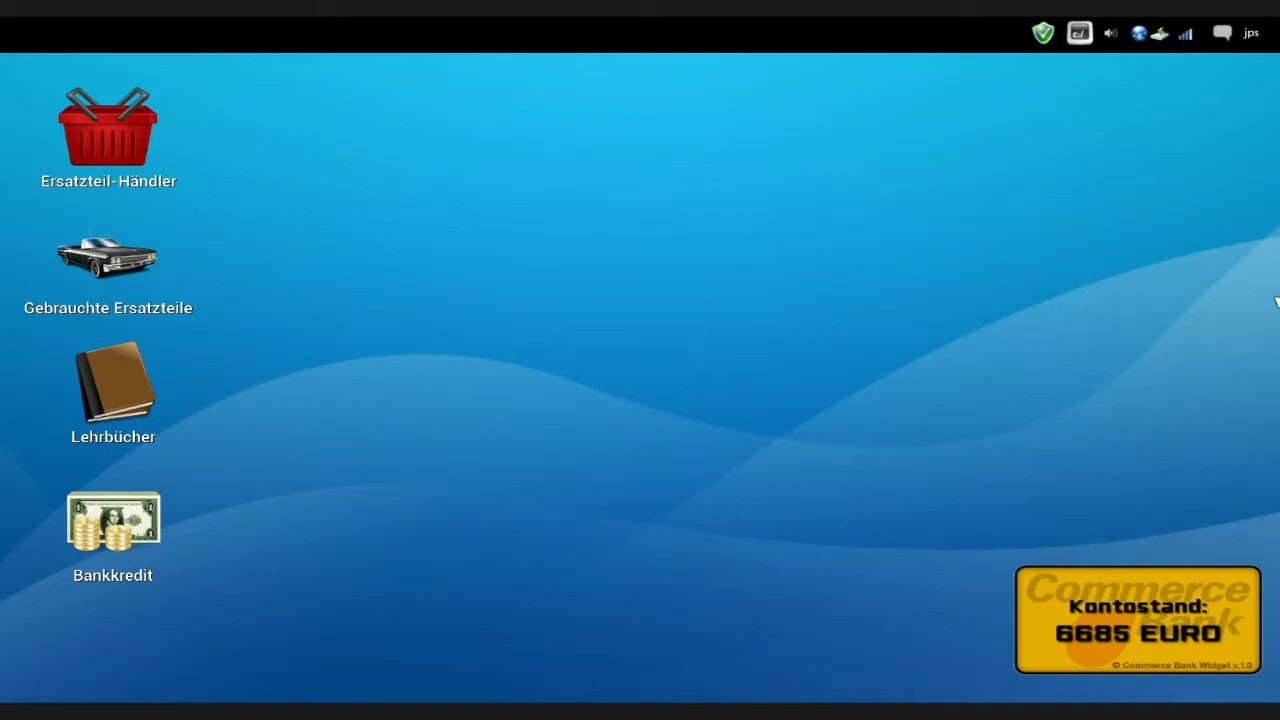 c:/
jps
Ersatzteil-Händler
Gebrauchte Ersatzteile
Lehrbücher
Bankkredit
Commerce Bank
Kontostand:
6685 EURO
© Commerce Bank Widget v.1.0